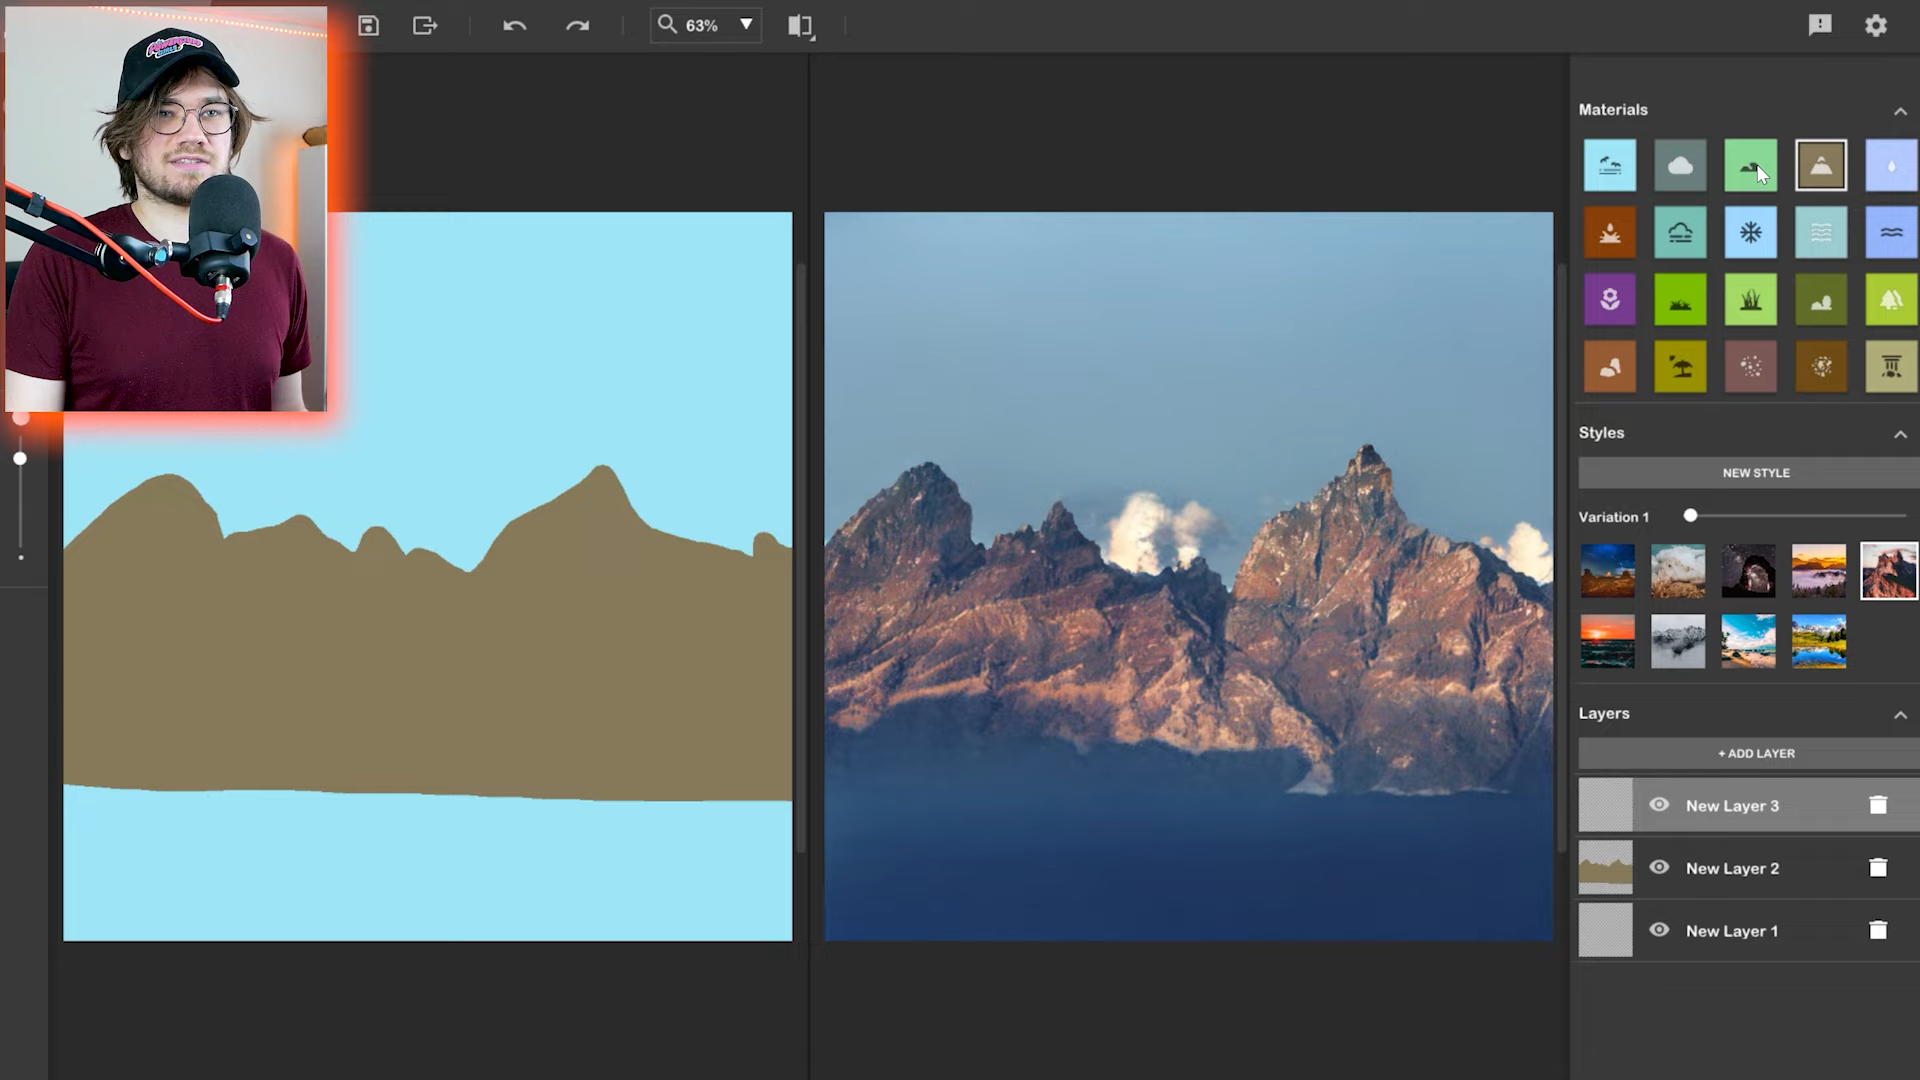 63%
Materials
Styles
NEW STYLE
Variation 1
Layers
+ ADD LAYER
New Layer 3
New Layer 2
New Layer 1